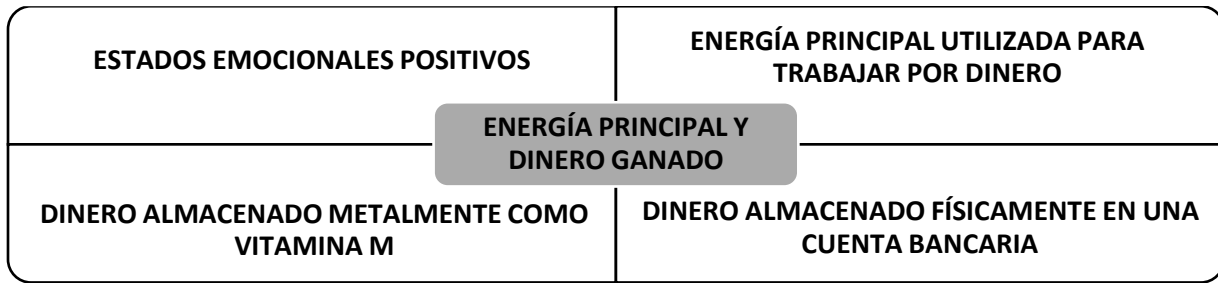 ESTADOS EMOCIONALES POSITIVOS
ENERGÍA PRINCIPAL UTILIZADA PARA
TRABAJAR POR DINERO
ENERGÍA PRINCIPAL Y
DINERO GANADO
DINERO ALMACENADO METALMENTE COMO
VITAMINA M
DINERO ALMACENADO FÍSICAMENTE EN UNA
CUENTA BANCARIA